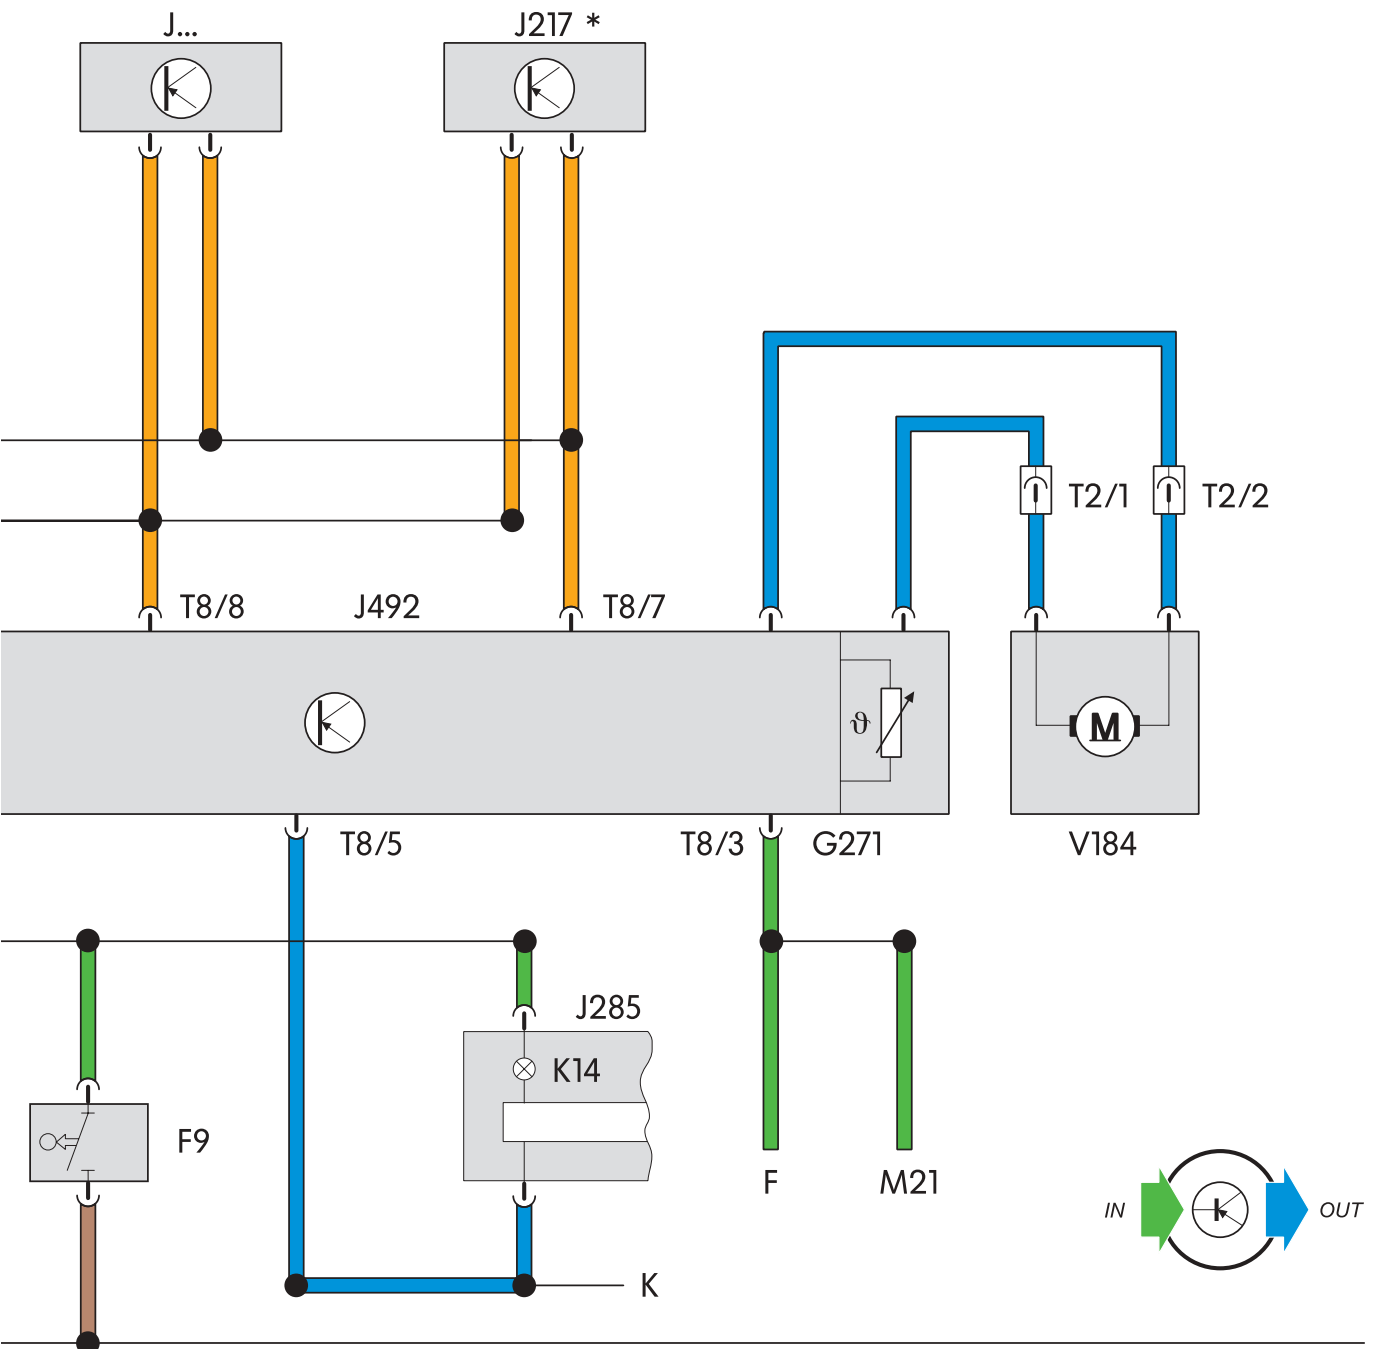 J... J217 *
T2/1 T2/2
T8/8 J492 T8/7
ϑ M
T8/5 T8/3 G271 V184
J285
K14
F9
F M21
IN OUT
K